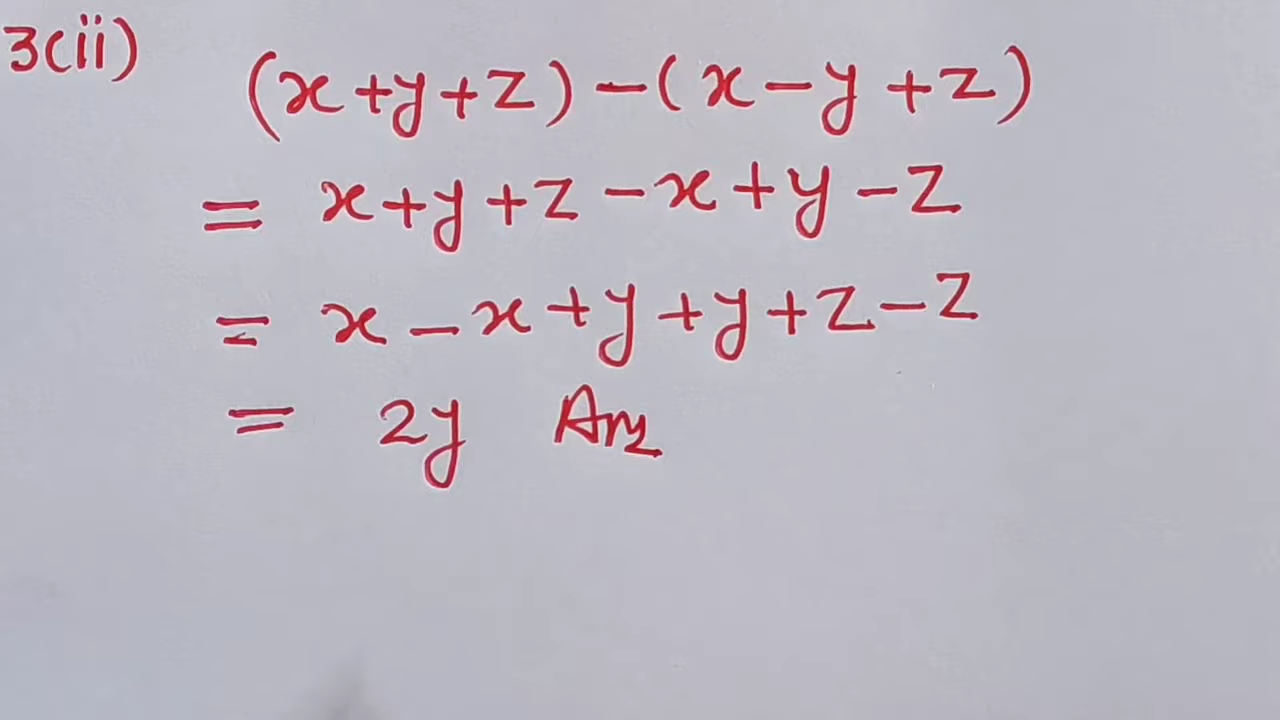 3(ii)
(x+y+z)-(x-y+z)
= x+y+z-x+y-z
= x-x+y+y+z-z
= 2y Ans